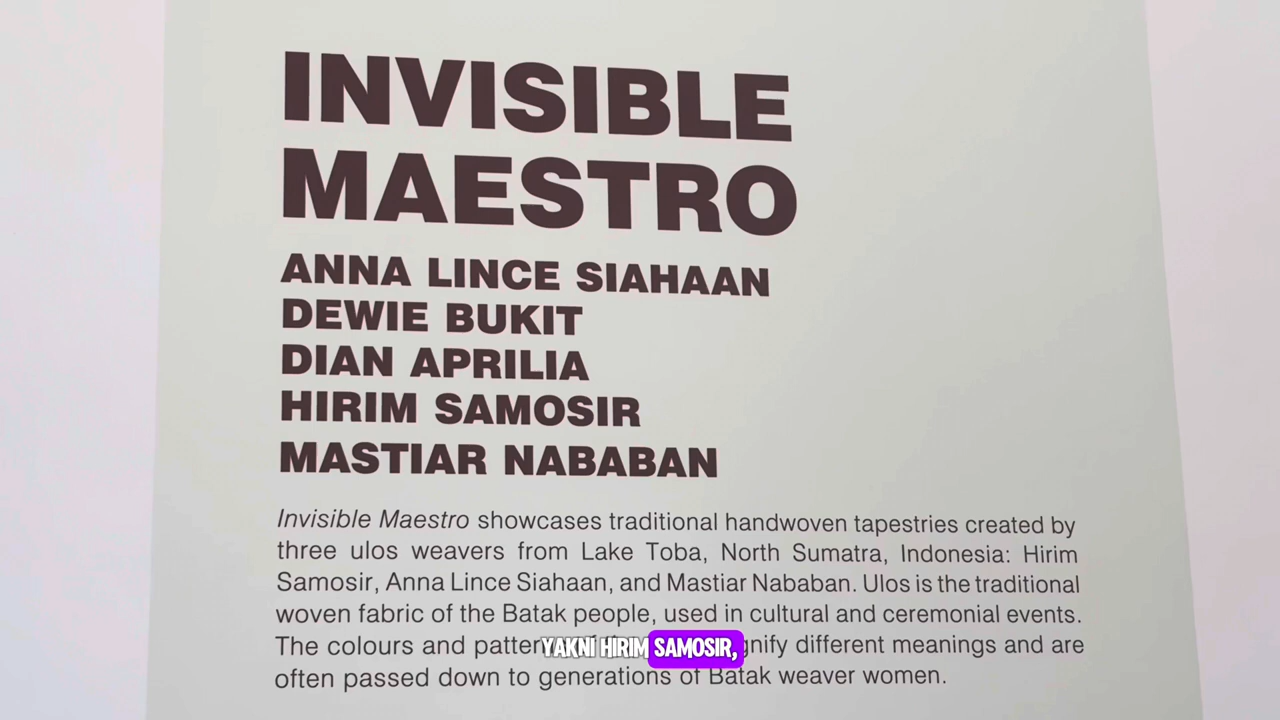 INVISIBLE
MAESTRO
ANNA LINCE SIAHAAN
DEWIE BUKIT
DIAN APRILIA
HIRIM SAMOSIR
MASTIAR NABABAN
Invisible Maestro showcases traditional handwoven tapestries created by
three ulos weavers from Lake Toba, North Sumatra, Indonesia: Hirim
Samosir, Anna Lince Siahaan, and Mastiar Nababan. Ulos is the traditional
woven fabric of the Batak people, used in cultural and ceremonial events.
The colours and different meanings and are
YAKNI HIRIM SAMOSIR,
often passed down to generations of Batak weaver women.